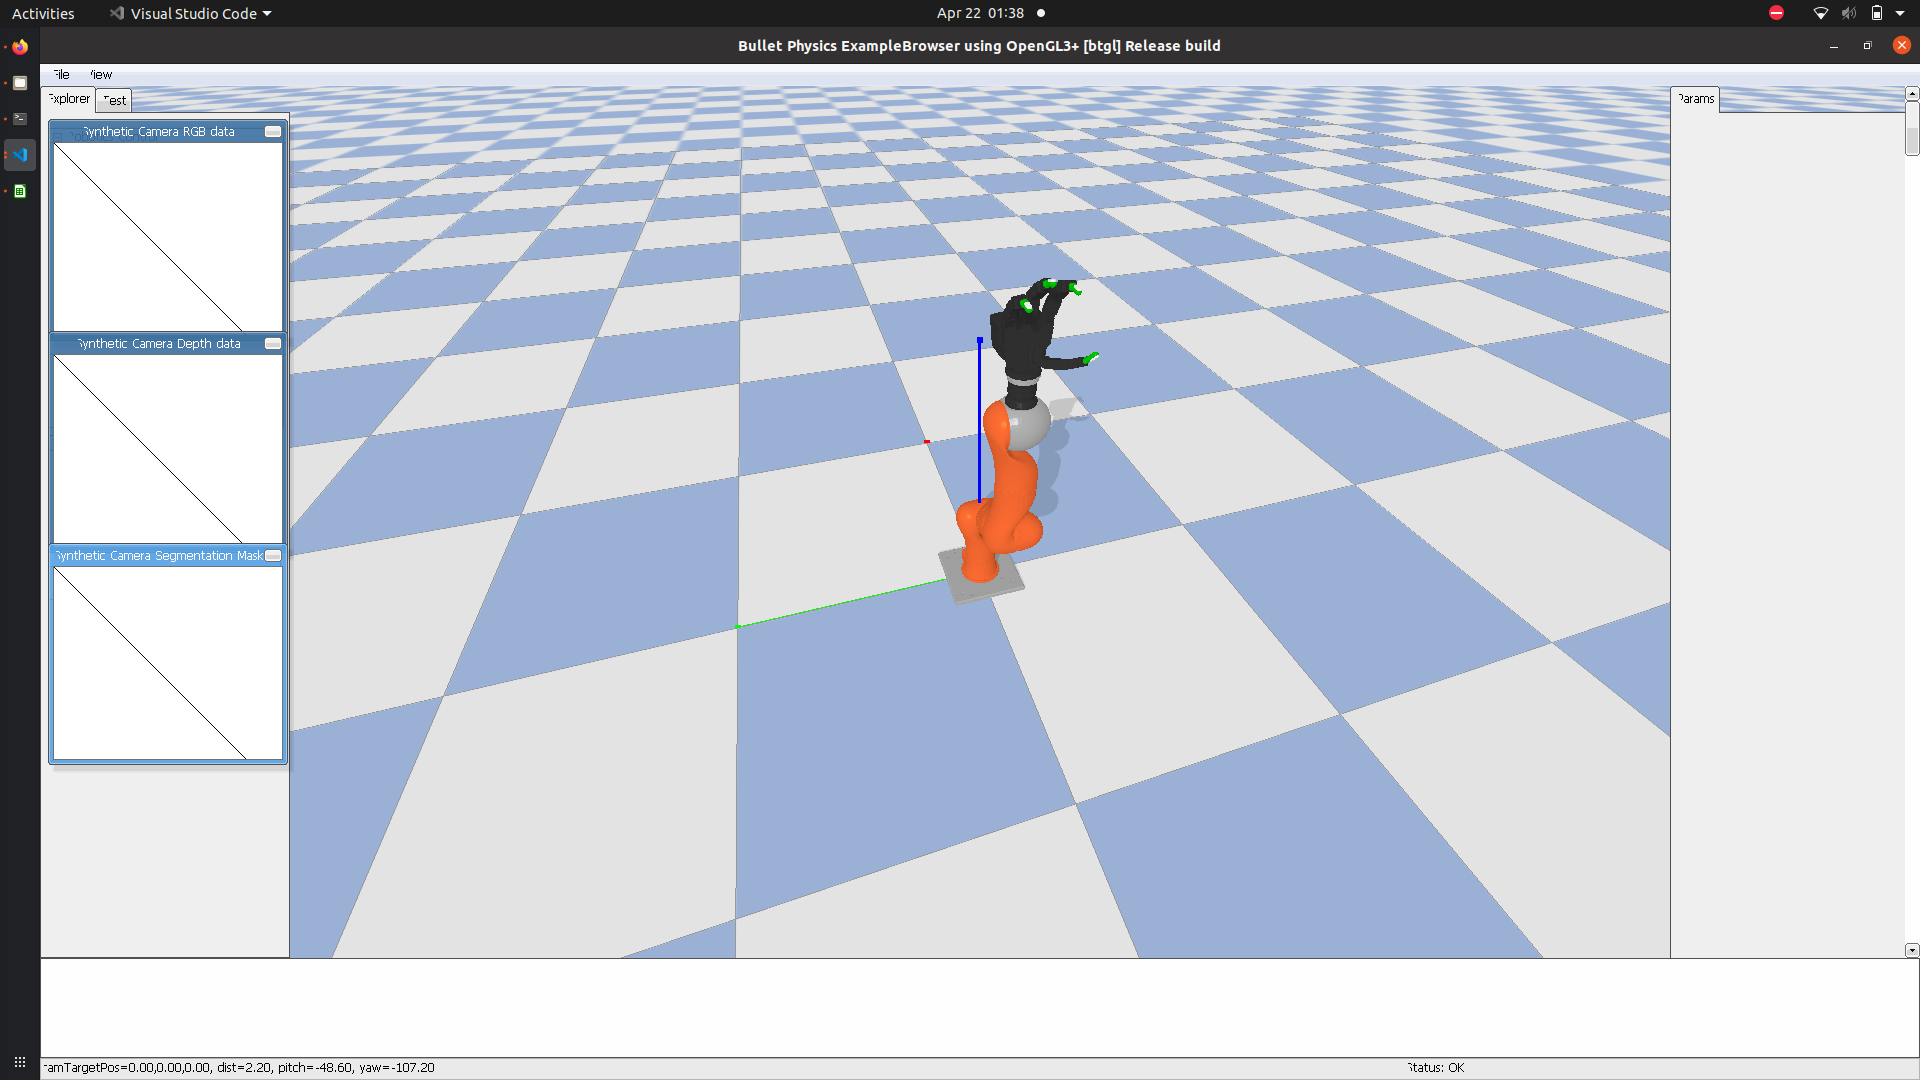 Activities
Visual Studio Code
Apr 22 01:38
Bullet Physics ExampleBrowser using OpenGL3+ [btgl] Release build
File View
Explorer Test
Params
Synthetic Camera RGB data
Synthetic Camera Depth data
Synthetic Camera Segmentation Mask
amTargetPos=0.00,0.00,0.00, dist=2.20, pitch=-48.60, yaw=-107.20
Status: OK